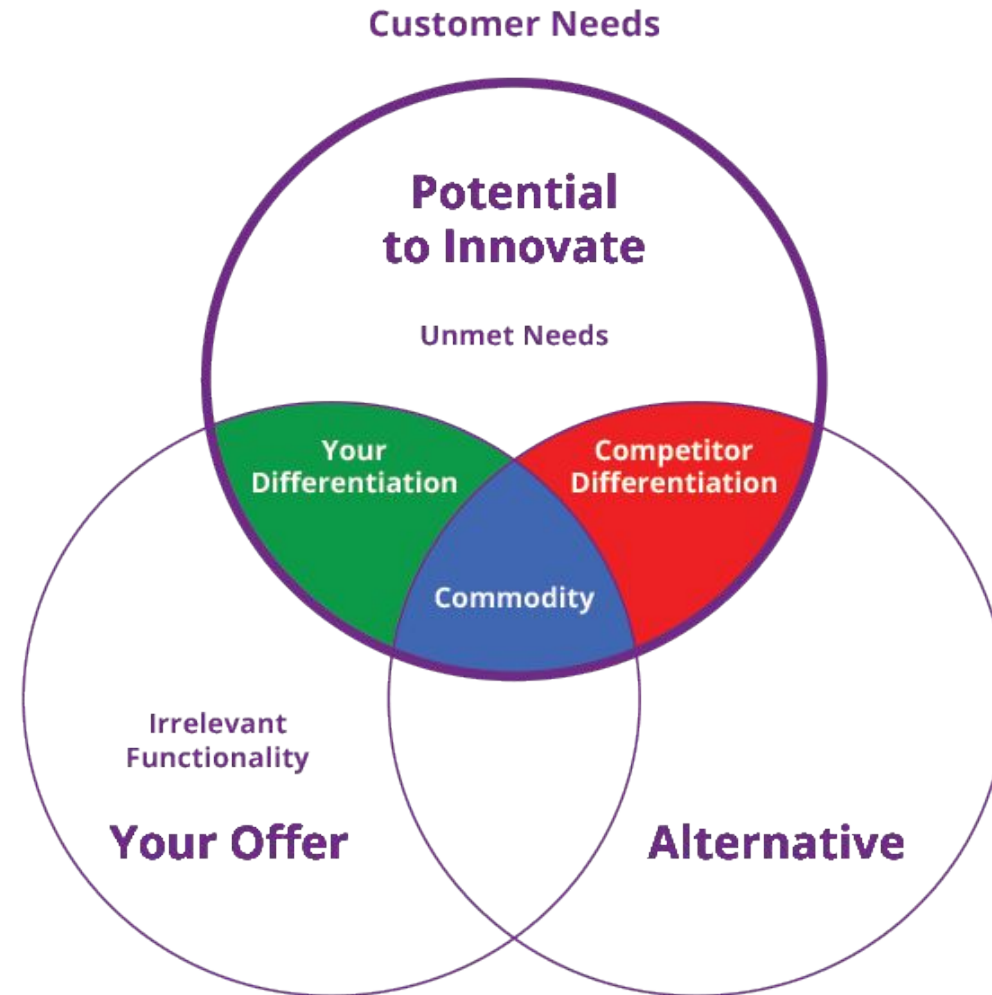 Customer Needs
Potential
to Innovate
Unmet Needs
Your
Differentiation
Competitor
Differentiation
Commodity
Irrelevant
Functionality
Your Offer
Alternative